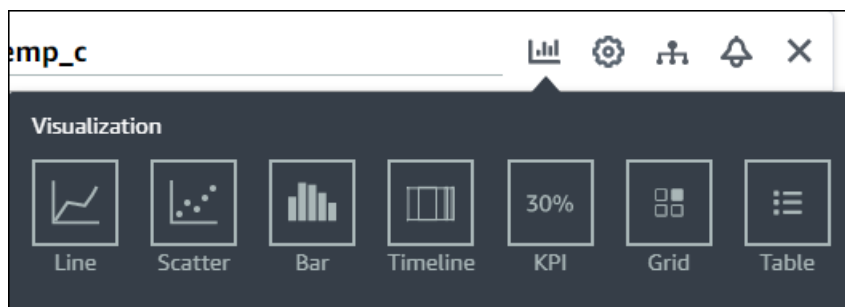 emp_c
Visualization
30%
Line Scatter Bar Timeline KPI Grid Table